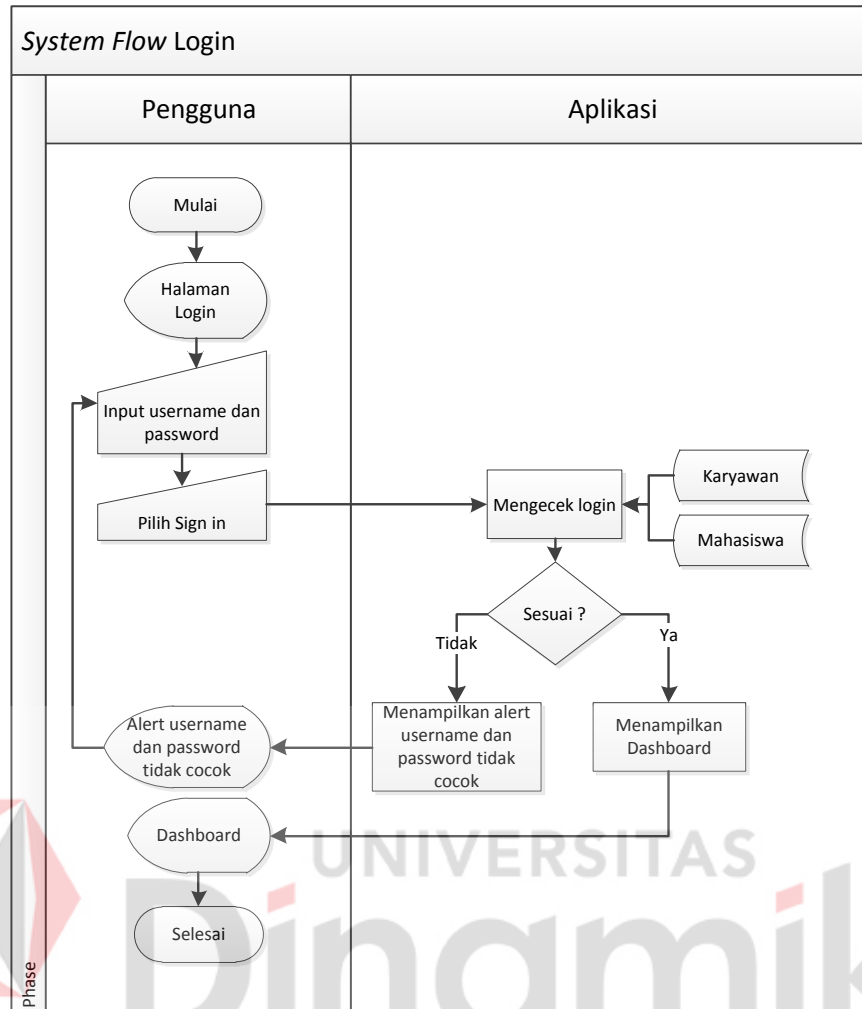 System Flow Login
Pengguna
Aplikasi
Mulai
Halaman
Login
Input username dan
password
Pilih Sign in
Mengecek login
Karyawan
Mahasiswa
Sesuai ?
Tidak
Ya
Alert username
dan password
tidak cocok
Menampilkan alert
username dan
password tidak
cocok
Menampilkan
Dashboard
Dashboard
Selesai
Phase
UNIVERSITAS
Dinamik